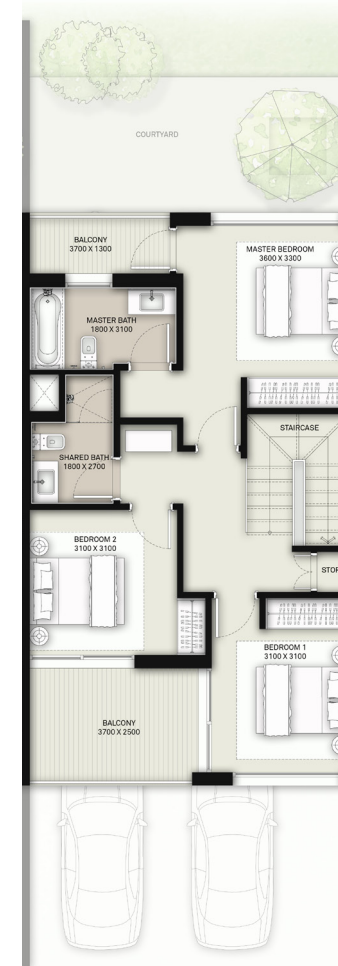 COURTYARD
BALCONY
3700 X 1300
MASTER BEDROOM
3600 X 3300
MASTER BATH
1800 X 3100
STAIRCASE
SHARED BATH
1800 X 2700
BEDROOM 2
3100 X 3100
STOR
BEDROOM 1
3100 X 3100
BALCONY
3700 X 2500